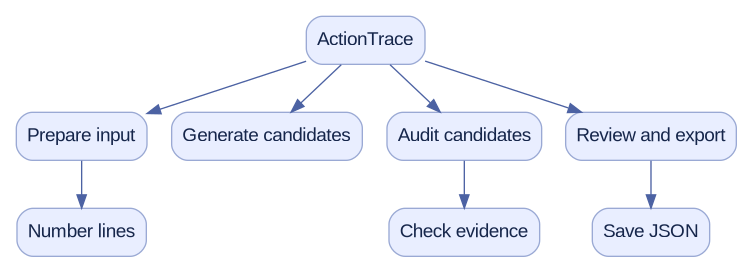 ActionTrace
Prepare input
Generate candidates
Audit candidates
Review and export
Number lines
Check evidence
Save JSON